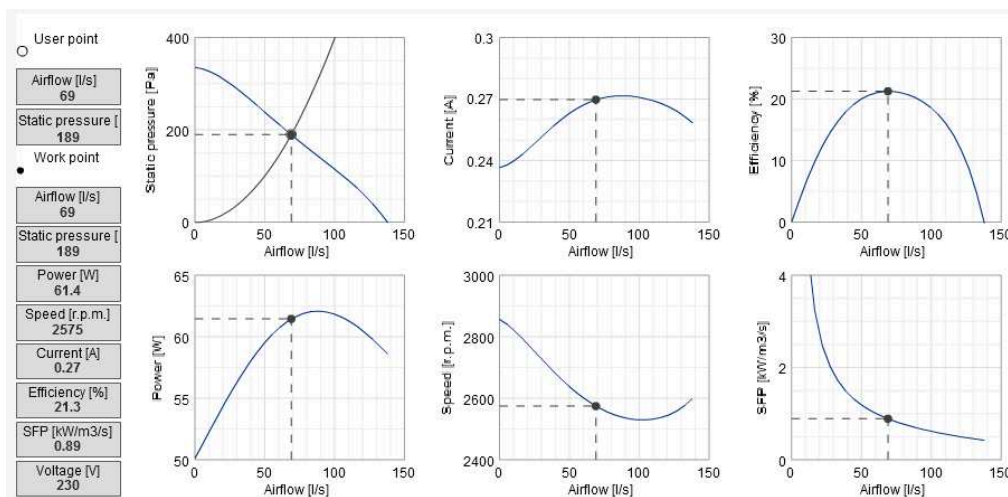 User point
Airflow [l/s]
69
Static pressure [
189
Work point
Airflow [l/s]
69
Static pressure [
189
Power [W]
61.4
Speed [r.p.m.]
2575
Current [A]
0.27
Efficiency [%]
21.3
SFP [kW/m3/s]
0.89
Voltage [V]
230
Static pressure [Pa]
400
200
0
0
50
100
150
Airflow [l/s]
Current [A]
0.3
0.27
0.24
0.21
0
50
100
150
Airflow [l/s]
Efficiency [%]
30
20
10
0
0
50
100
150
Airflow [l/s]
Power [W]
65
60
55
50
0
50
100
150
Airflow [l/s]
Speed [r.p.m.]
3000
2800
2600
2400
0
50
100
150
Airflow [l/s]
SFP [kW/m3/s]
4
2
0
0
50
100
150
Airflow [l/s]